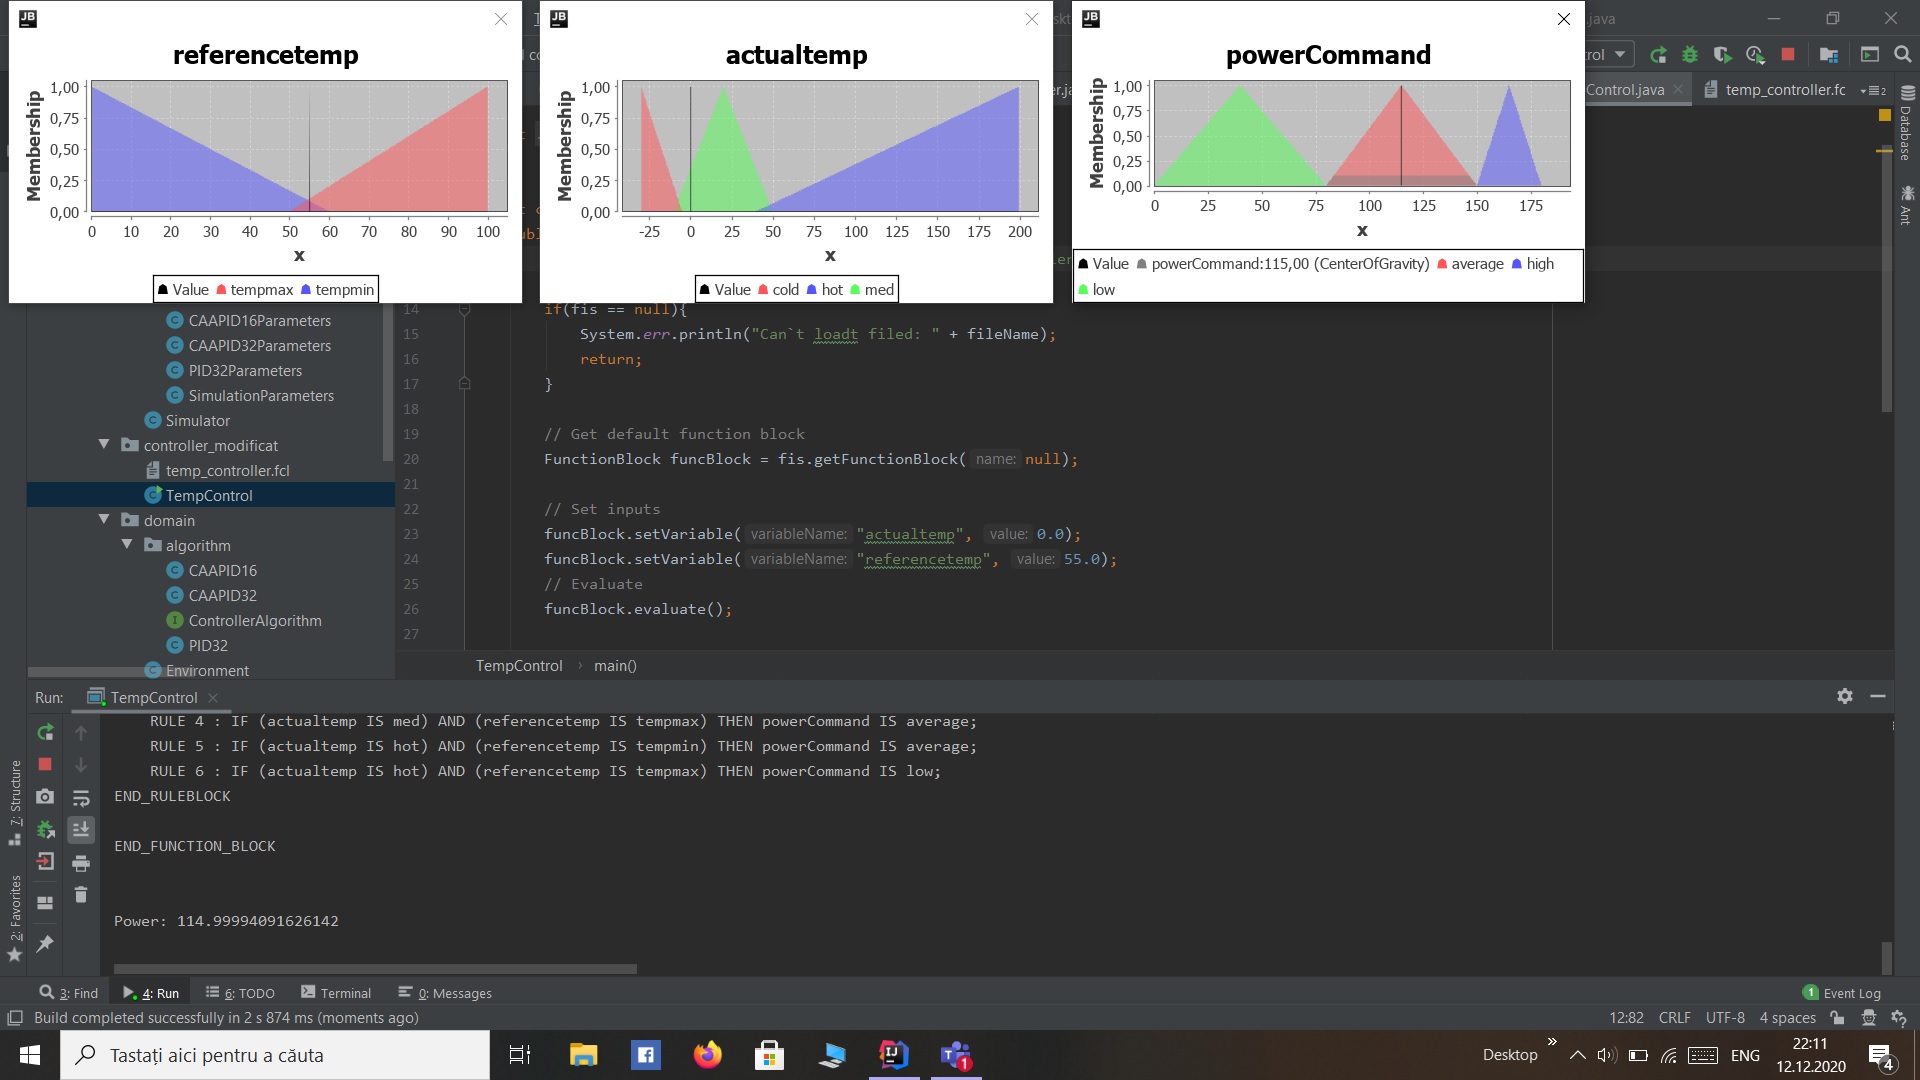 referencetemp
Membership
1,00
0,75
0,50
0,25
0,00
0 10 20 30 40 50 60 70 80 90 100
x
Value tempmax tempmin
actualtemp
Membership
1,00
0,75
0,50
0,25
0,00
-25 0 25 50 75 100 125 150 175 200
x
Value cold hot med
powerCommand
Membership
1,00
0,75
0,50
0,25
0,00
0 25 50 75 100 125 150 175
x
Value powerCommand:115,00 (CenterOfGravity) average high
low
.java
Control.java
temp_controller.fc
Database
Ant
CAAPID16Parameters
CAAPID32Parameters
PID32Parameters
SimulationParameters
Simulator
controller_modificat
temp_controller.fcl
TempControl
domain
algorithm
CAAPID16
CAAPID32
ControllerAlgorithm
PID32
Environment
14 if(fis == null){
15 System.err.println("Can`t loadt filed: " + fileName);
16 return;
17 }
18
19 // Get default function block
20 FunctionBlock funcBlock = fis.getFunctionBlock( name: null);
21
22 // Set inputs
23 funcBlock.setVariable( variableName: "actualtemp", value: 0.0);
24 funcBlock.setVariable( variableName: "referencetemp", value: 55.0);
25 // Evaluate
26 funcBlock.evaluate();
27
TempControl › main()
Run: TempControl
RULE 4 : IF (actualtemp IS med) AND (referencetemp IS tempmax) THEN powerCommand IS average;
RULE 5 : IF (actualtemp IS hot) AND (referencetemp IS tempmin) THEN powerCommand IS average;
RULE 6 : IF (actualtemp IS hot) AND (referencetemp IS tempmax) THEN powerCommand IS low;
END_RULEBLOCK
END_FUNCTION_BLOCK
Power: 114.99994091626142
7: Structure
2: Favorites
3: Find 4: Run 6: TODO Terminal 0: Messages 1 Event Log
Build completed successfully in 2 s 874 ms (moments ago) 12:82 CRLF UTF-8 4 spaces
Tastați aici pentru a căuta
Desktop ENG
22:11
12.12.2020
1
4